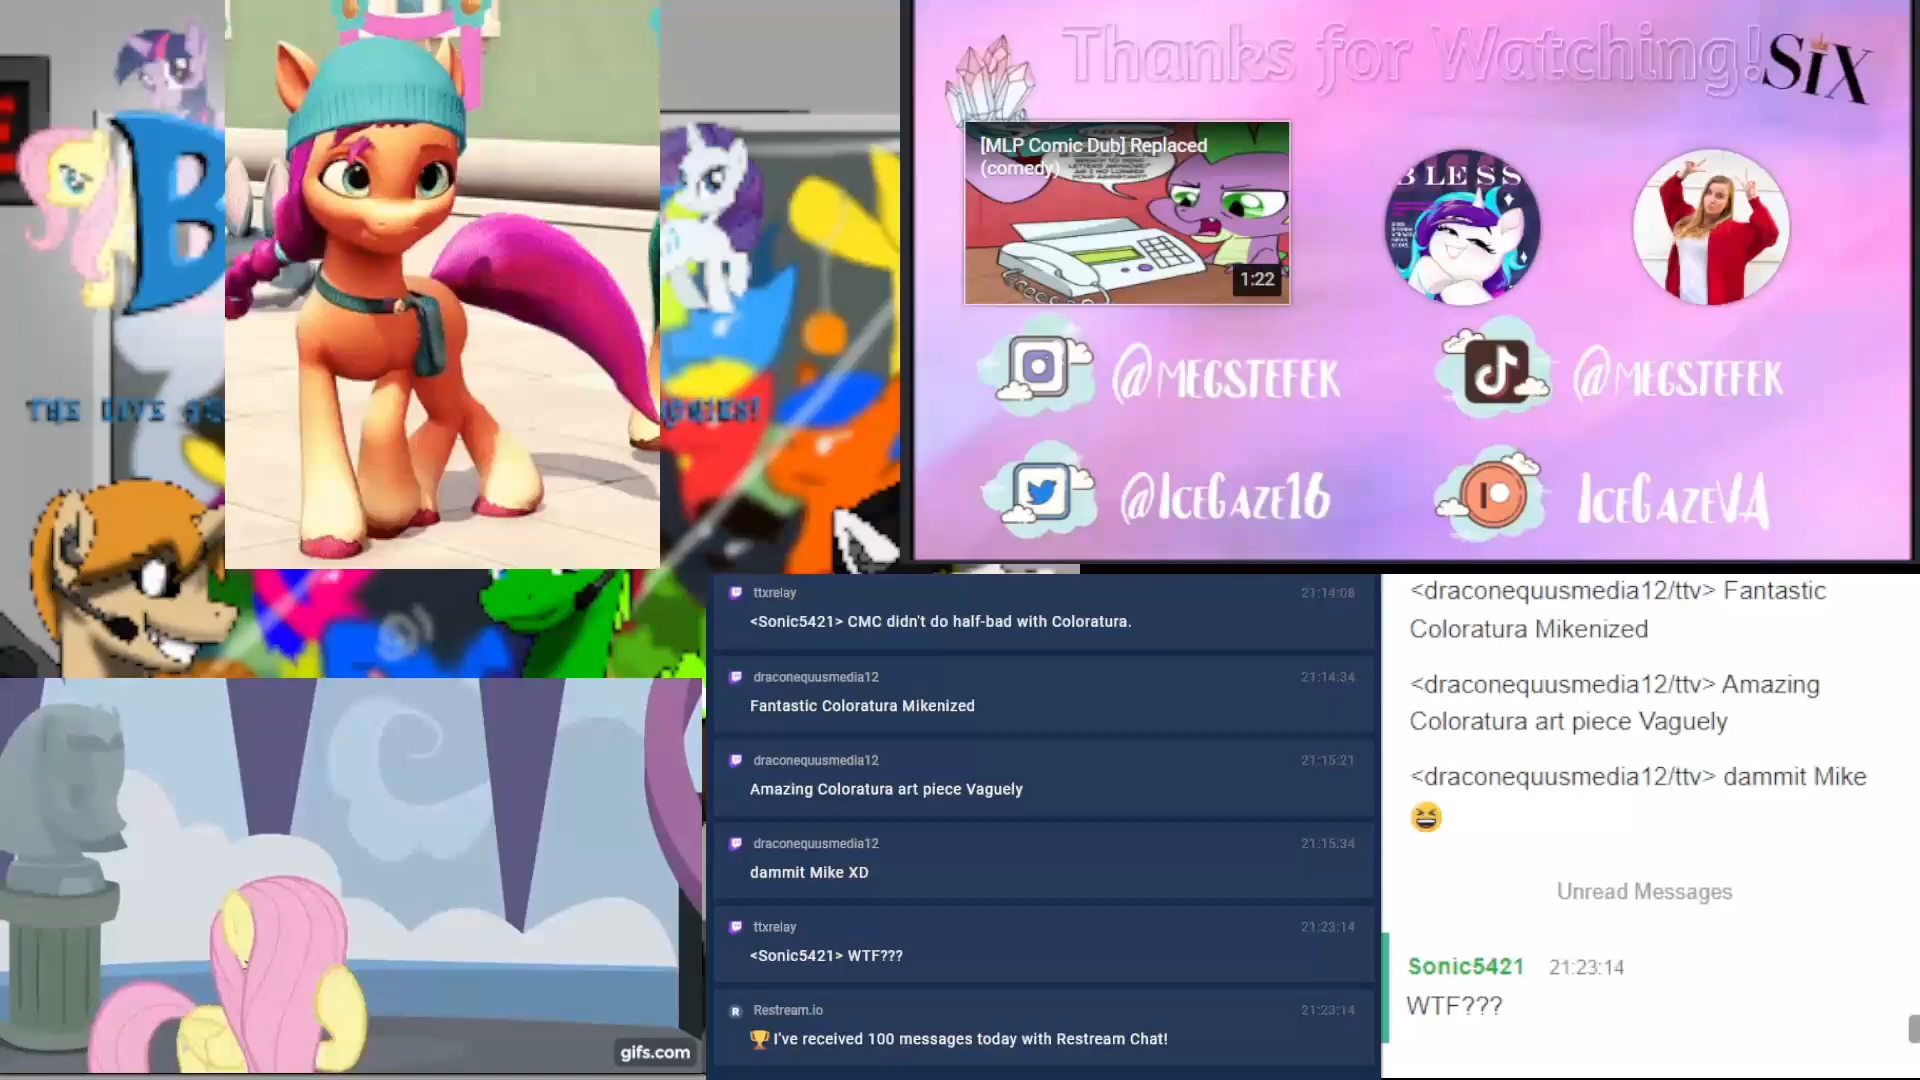 B
THE LIVE
Thanks for Watching!
SiX
[MLP Comic Dub] Replaced
(comedy)
1:22
BLESS
@MEGSTEFEK
@MEGSTEFEK
@ICEGAZE16
ICEGAZEVA
ttxrelay 21:14:08
<Sonic5421> CMC didn't do half-bad with Coloratura.
draconequusmedia12 21:14:34
Fantastic Coloratura Mikenized
draconequusmedia12 21:15:21
Amazing Coloratura art piece Vaguely
draconequusmedia12 21:15:34
dammit Mike XD
ttxrelay 21:23:14
<Sonic5421> WTF???
Restream.io 21:23:14
🏆 I've received 100 messages today with Restream Chat!
<draconequusmedia12/ttv> Fantastic
Coloratura Mikenized
<draconequusmedia12/ttv> Amazing
Coloratura art piece Vaguely
<draconequusmedia12/ttv> dammit Mike
😆
Unread Messages
Sonic5421 21:23:14
WTF???
gifs.com